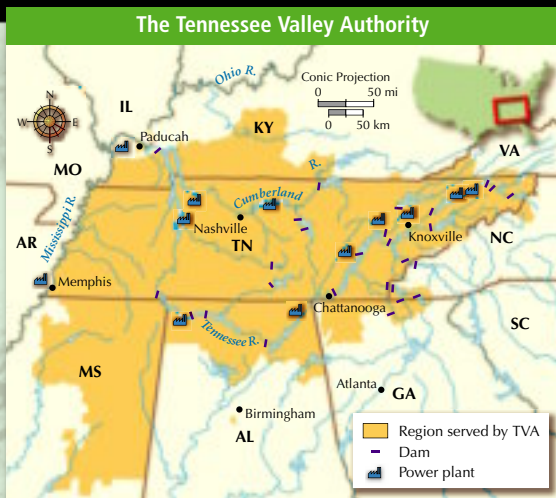 The Tennessee Valley Authority
Ohio R.
Conic Projection
0 50 mi
0 50 km
N
W E
S
IL
KY
VA
Paducah
MO
R.
Cumberland
Mississippi R.
AR
Nashville
TN
Knoxville
NC
Memphis
Chattanooga
Tennessee R.
SC
MS
Atlanta
GA
Birmingham
AL
Region served by TVA
Dam
Power plant